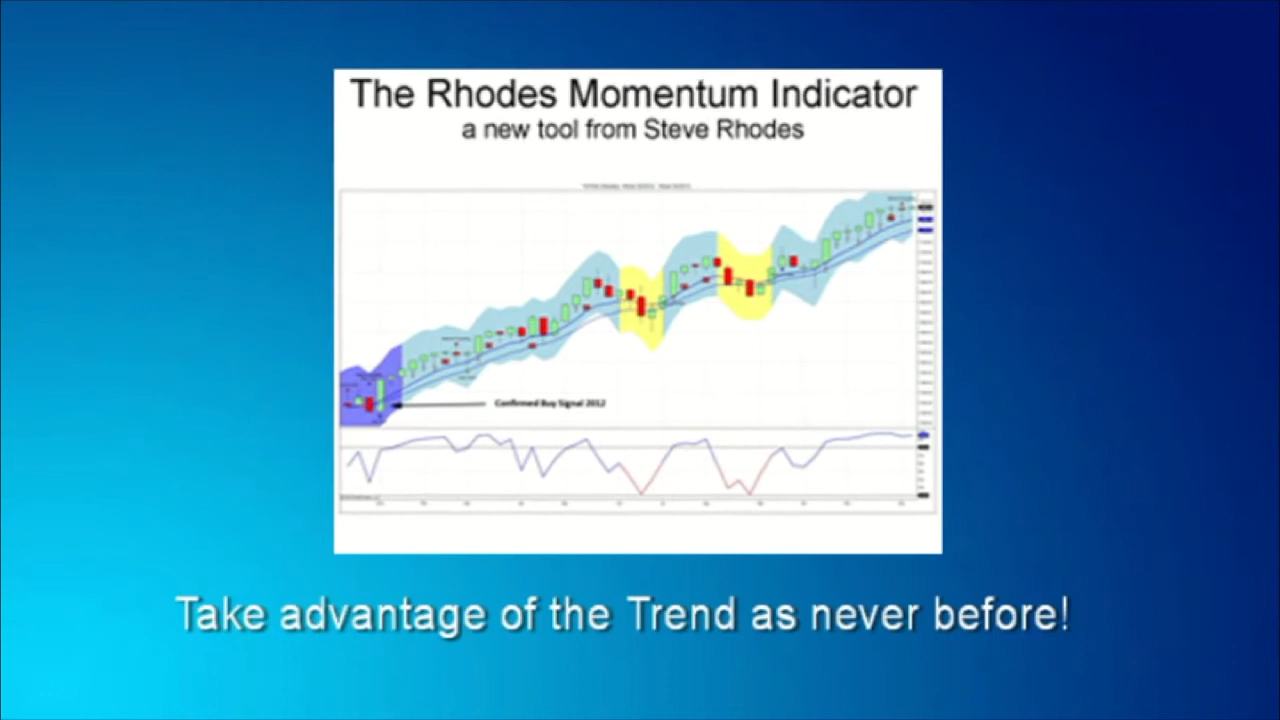 The Rhodes Momentum Indicator
a new tool from Steve Rhodes
Confirmed Buy Signal 2012
Take advantage of the Trend as never before!